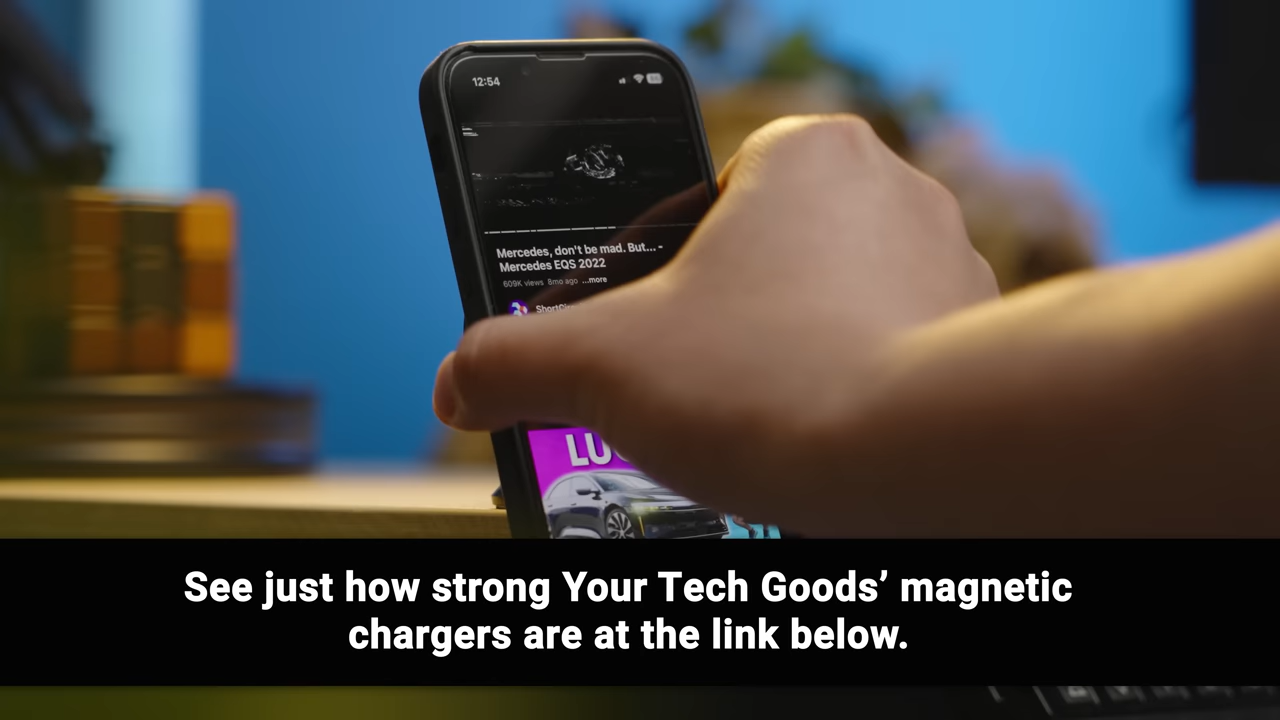 12:54
Mercedes, don't be mad. But... -
Mercedes EQS 2022
609K views 8mo ago ...more
See just how strong Your Tech Goods’ magnetic
chargers are at the link below.